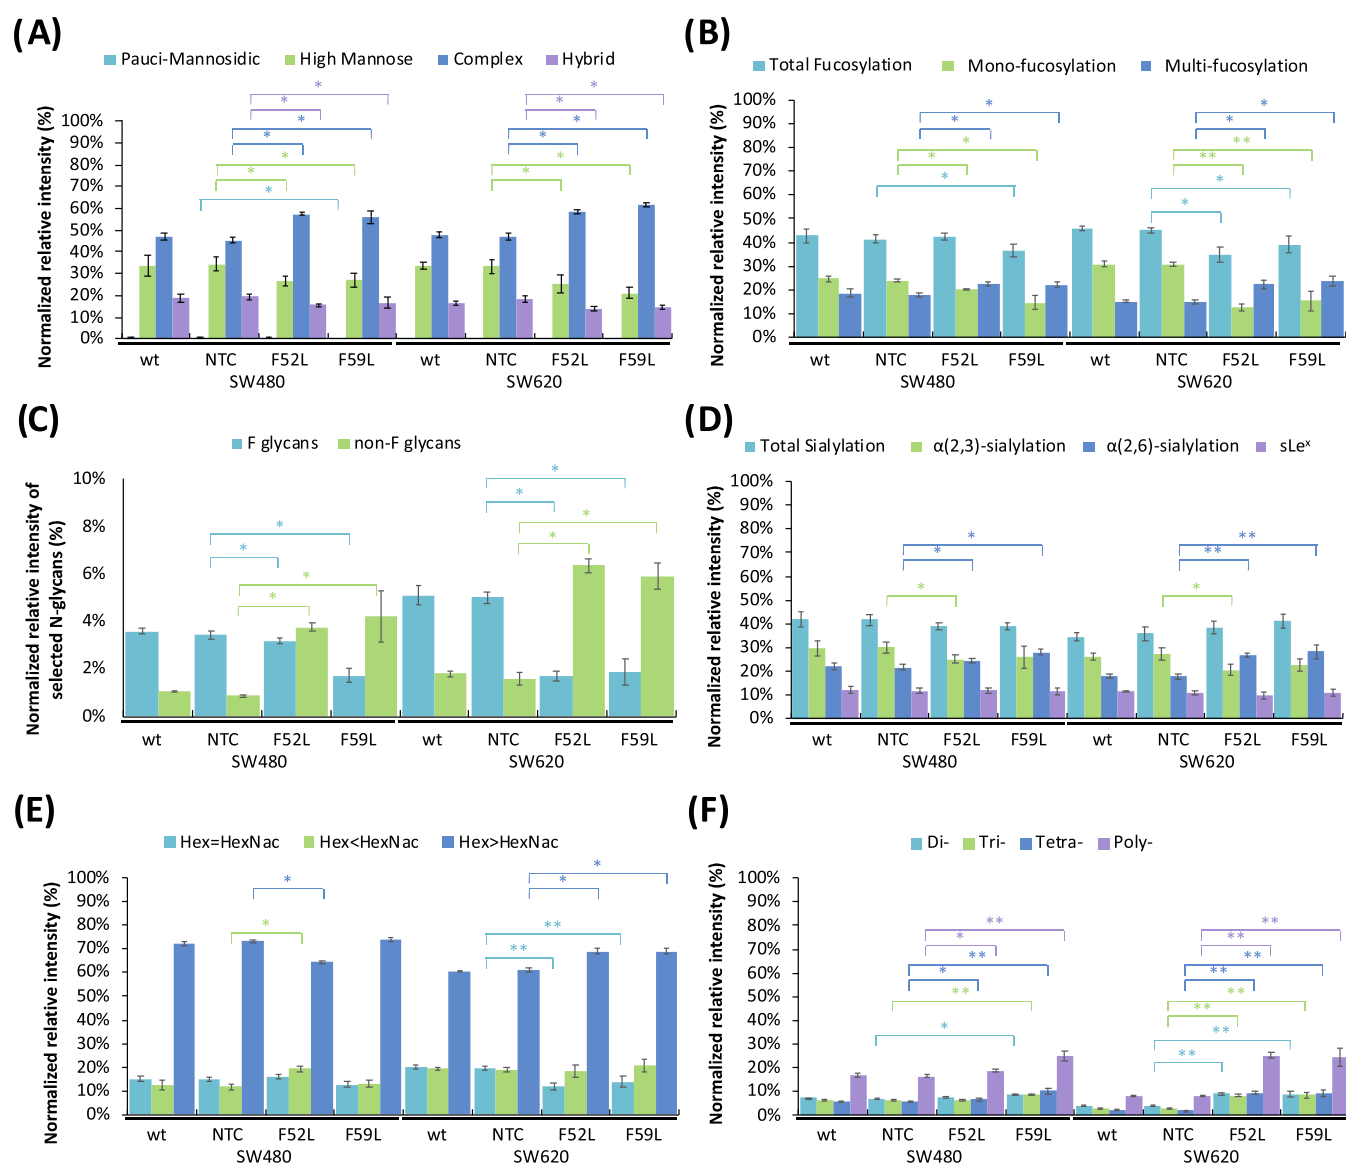 (A)
Pauci-Mannosidic High Mannose Complex Hybrid
Normalized relative intensity (%)
100%
90%
80%
70%
60%
50%
40%
30%
20%
10%
0%
* * * * * * *
* * * * * *
wt NTC F52L F59L wt NTC F52L F59L
SW480 SW620
(B)
Total Fucosylation Mono-fucosylation Multi-fucosylation
Normalized relative intensity (%)
100%
90%
80%
70%
60%
50%
40%
30%
20%
10%
0%
* * * * *
* * ** ** * *
wt NTC F52L F59L wt NTC F52L F59L
SW480 SW620
(C)
F glycans non-F glycans
Normalized relative intensity of
selected N-glycans (%)
10%
8%
6%
4%
2%
0%
* * * *
* * * *
wt NTC F52L F59L wt NTC F52L F59L
SW480 SW620
(D)
Total Sialylation α(2,3)-sialylation α(2,6)-sialylation sLeˣ
Normalized relative intensity (%)
100%
90%
80%
70%
60%
50%
40%
30%
20%
10%
0%
* * *
** ** *
wt NTC F52L F59L wt NTC F52L F59L
SW480 SW620
(E)
Hex=HexNac Hex<HexNac Hex>HexNac
Normalized relative intensity (%)
100%
90%
80%
70%
60%
50%
40%
30%
20%
10%
0%
* *
* * ** **
wt NTC F52L F59L wt NTC F52L F59L
SW480 SW620
(F)
Di- Tri- Tetra- Poly-
Normalized relative intensity (%)
100%
90%
80%
70%
60%
50%
40%
30%
20%
10%
0%
** * ** * ** *
** ** ** ** ** ** ** **
wt NTC F52L F59L wt NTC F52L F59L
SW480 SW620